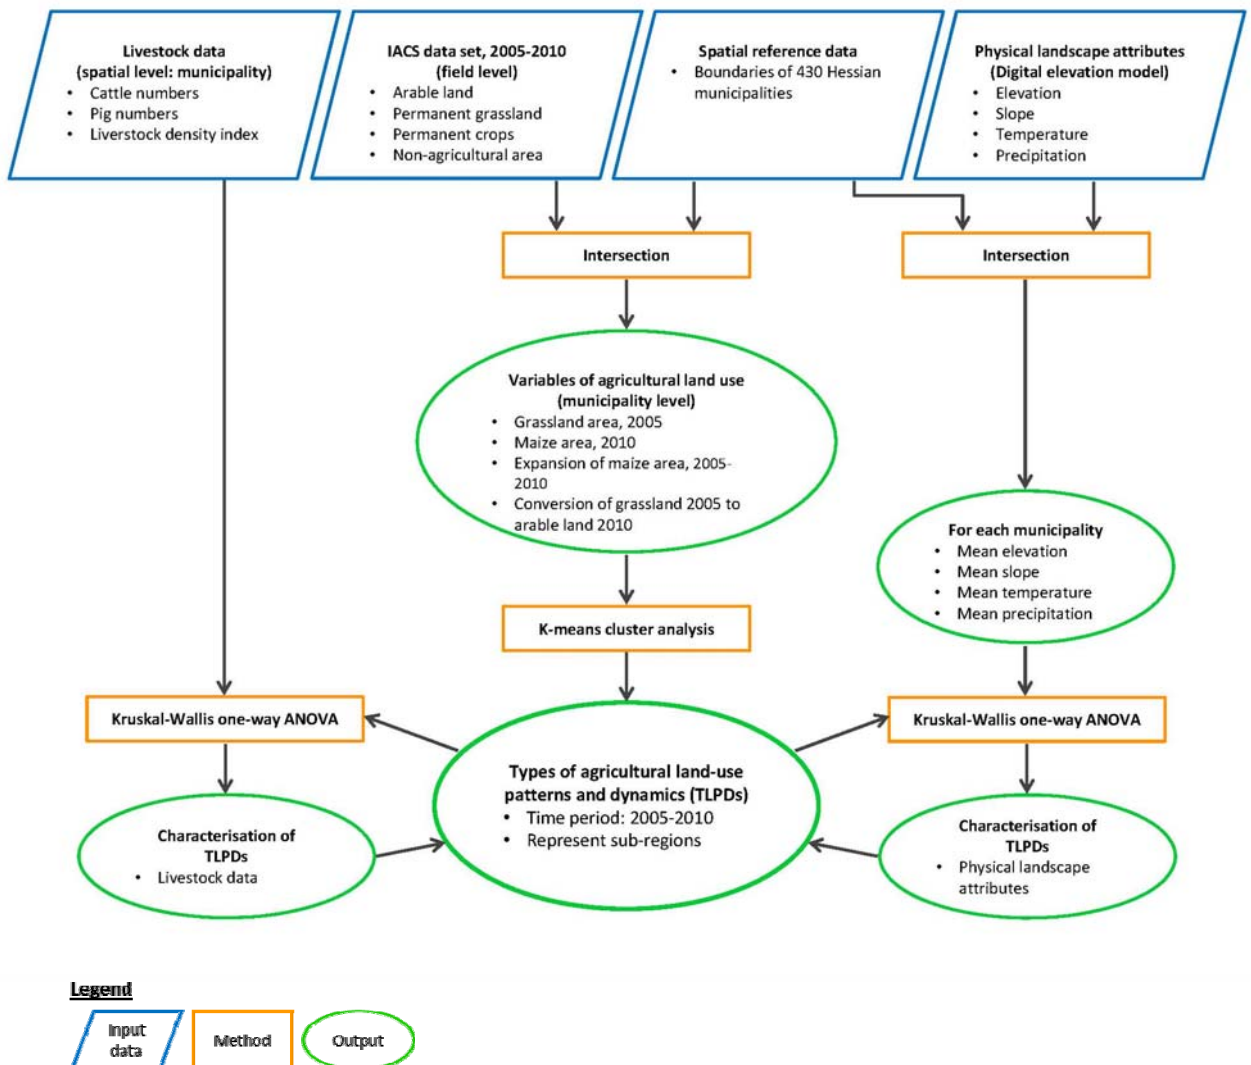 Livestock data
(spatial level: municipality)
• Cattle numbers
• Pig numbers
• Liverstock density index
IACS data set, 2005-2010
(field level)
• Arable land
• Permanent grassland
• Permanent crops
• Non-agricultural area
Spatial reference data
• Boundaries of 430 Hessian
municipalities
Physical landscape attributes
(Digital elevation model)
• Elevation
• Slope
• Temperature
• Precipitation
Intersection
Intersection
Variables of agricultural land use
(municipality level)
• Grassland area, 2005
• Maize area, 2010
• Expansion of maize area, 2005-
2010
• Conversion of grassland 2005 to
arable land 2010
For each municipality
• Mean elevation
• Mean slope
• Mean temperature
• Mean precipitation
K-means cluster analysis
Kruskal-Wallis one-way ANOVA
Kruskal-Wallis one-way ANOVA
Types of agricultural land-use
patterns and dynamics (TLPDs)
• Time period: 2005-2010
• Represent sub-regions
Characterisation of
TLPDs
• Livestock data
Characterisation of
TLPDs
• Physical landscape
attributes
Legend
Input
data
Method
Output